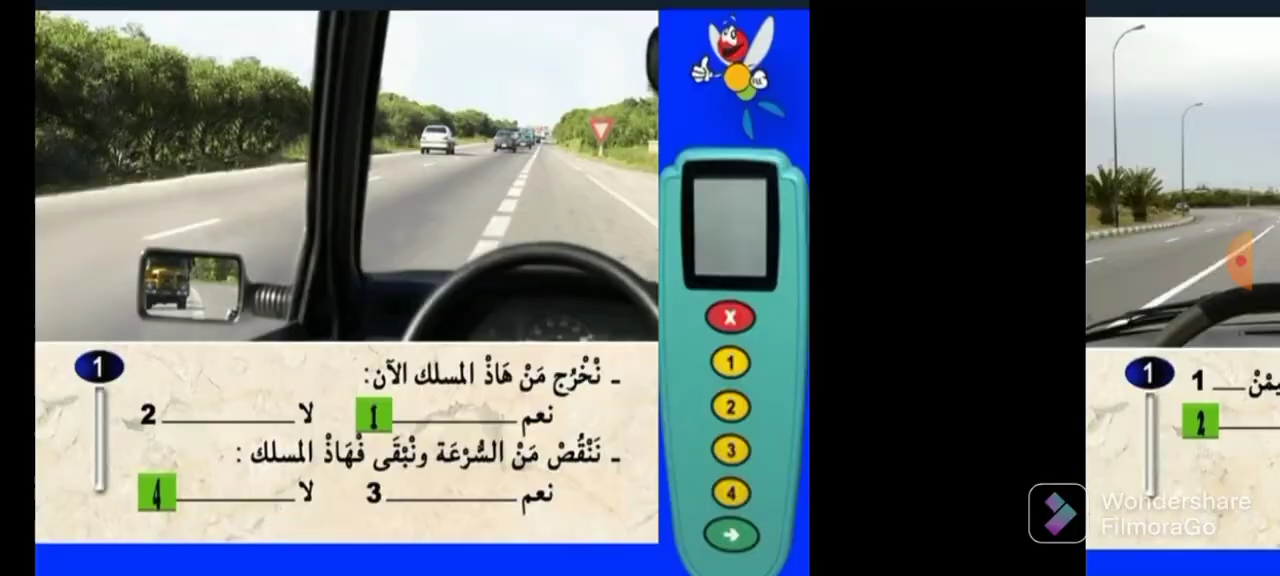 1
ـ نْخْرُج مَنْ هَاذْ المسلك الآن:
نعم 1 لا 2
ـ نَنْقُصْ مَنْ السُّرْعَة ونْبْقَى فْهَاذْ المسلك :
نعم 3 لا 4
X
1
2
3
4
1
يمْنْ 1
2
Wondershare
FilmoraGo